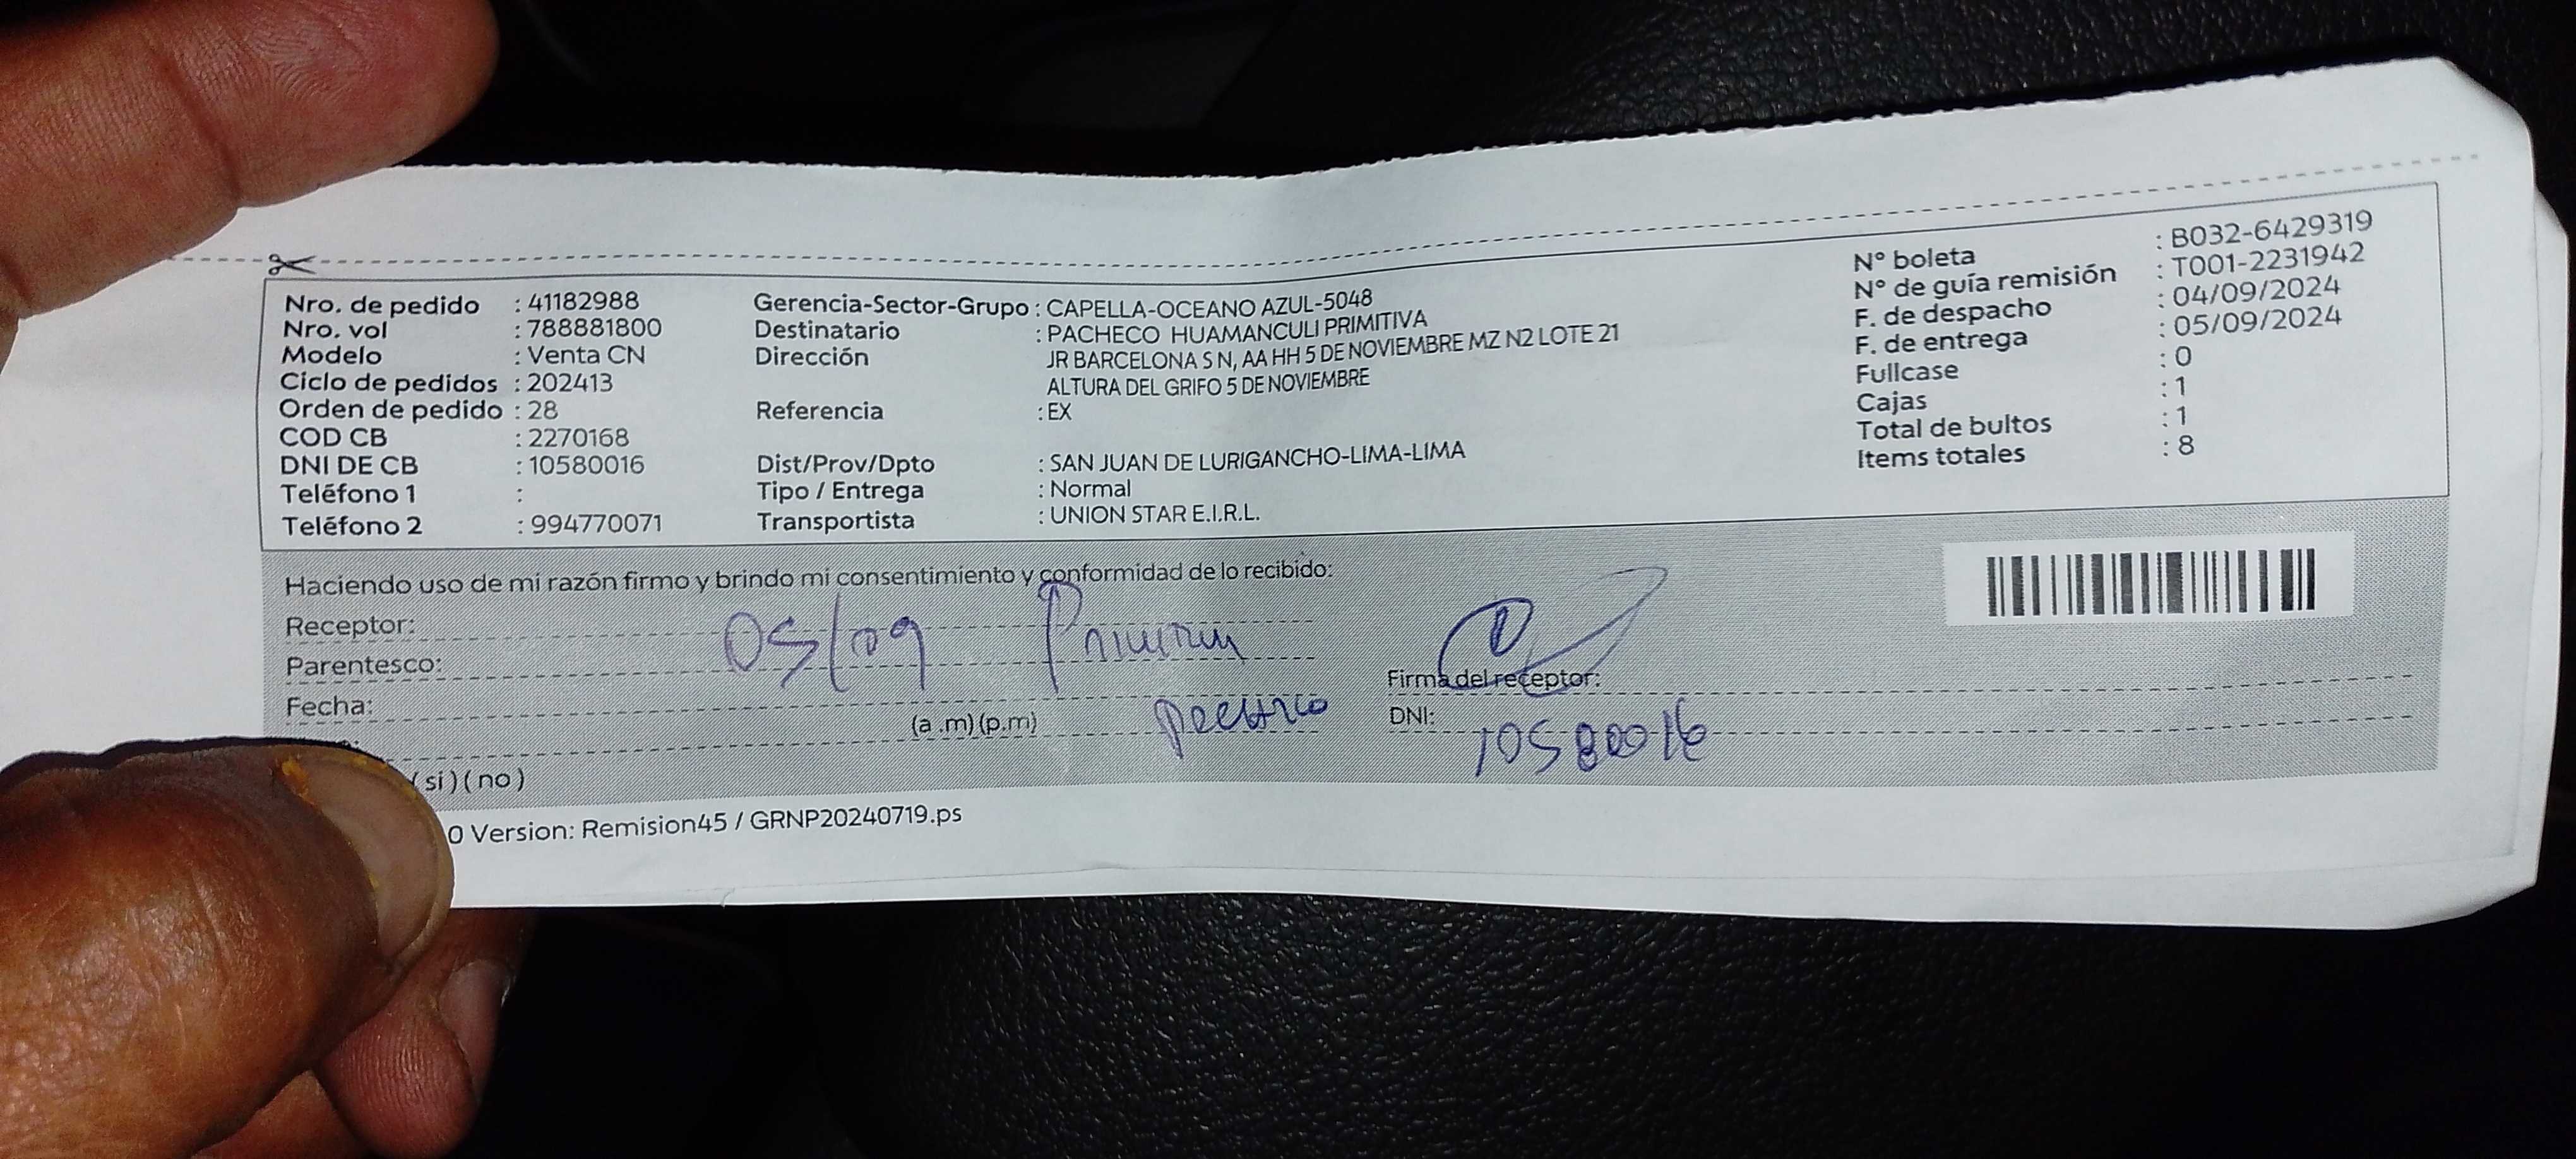 Nro. de pedido : 41182988
Nro. vol : 788881800
Modelo : Venta CN
Ciclo de pedidos : 202413
Orden de pedido : 28
COD CB : 2270168
DNI DE CB : 10580016
Teléfono 1 :
Teléfono 2 : 994770071
Gerencia-Sector-Grupo : CAPELLA-OCEANO AZUL-5048
Destinatario : PACHECO HUAMANCULI PRIMITIVA
Dirección JR BARCELONA S N, AA HH 5 DE NOVIEMBRE MZ N2 LOTE 21
ALTURA DEL GRIFO 5 DE NOVIEMBRE
Referencia : EX
Dist/Prov/Dpto : SAN JUAN DE LURIGANCHO-LIMA-LIMA
Tipo / Entrega : Normal
Transportista : UNION STAR E.I.R.L.
N° boleta : B032-6429319
N° de guía remisión : T001-2231942
F. de despacho : 04/09/2024
F. de entrega : 05/09/2024
Fullcase : 0
Cajas : 1
Total de bultos : 1
Items totales : 8
Haciendo uso de mi razón firmo y brindo mi consentimiento y conformidad de lo recibido:
Receptor:
05/09
Parentesco:
Fecha:
(a .m) (p.m)
Firma del receptor:
DNI: 10580016
( si ) ( no )
0 Version: Remision45 / GRNP20240719.ps